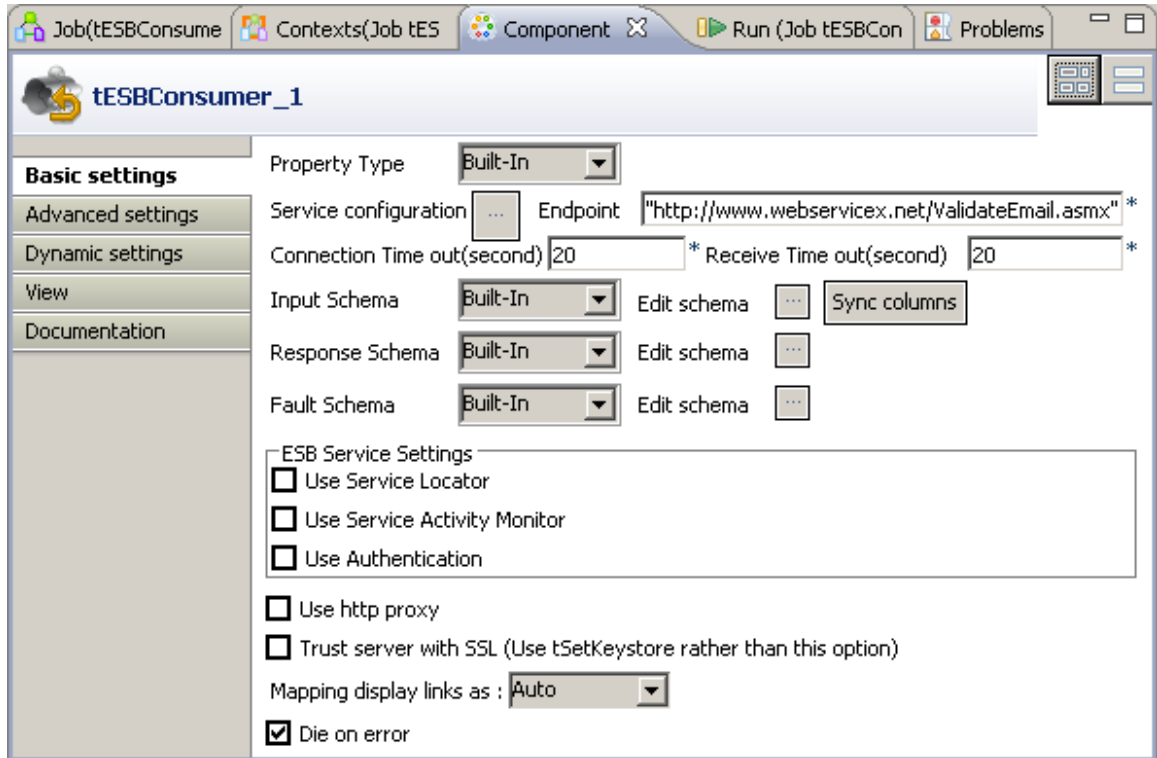 Job(tESBConsume Contexts(Job tES Component Run (Job tESBCon Problems
tESBConsumer_1
Basic settings
Advanced settings
Dynamic settings
View
Documentation
Property Type Built-In
Service configuration ... Endpoint "http://www.webservicex.net/ValidateEmail.asmx" *
Connection Time out(second) 20 * Receive Time out(second) 20 *
Input Schema Built-In Edit schema ... Sync columns
Response Schema Built-In Edit schema ...
Fault Schema Built-In Edit schema ...
ESB Service Settings
Use Service Locator
Use Service Activity Monitor
Use Authentication
Use http proxy
Trust server with SSL (Use tSetKeystore rather than this option)
Mapping display links as : Auto
Die on error